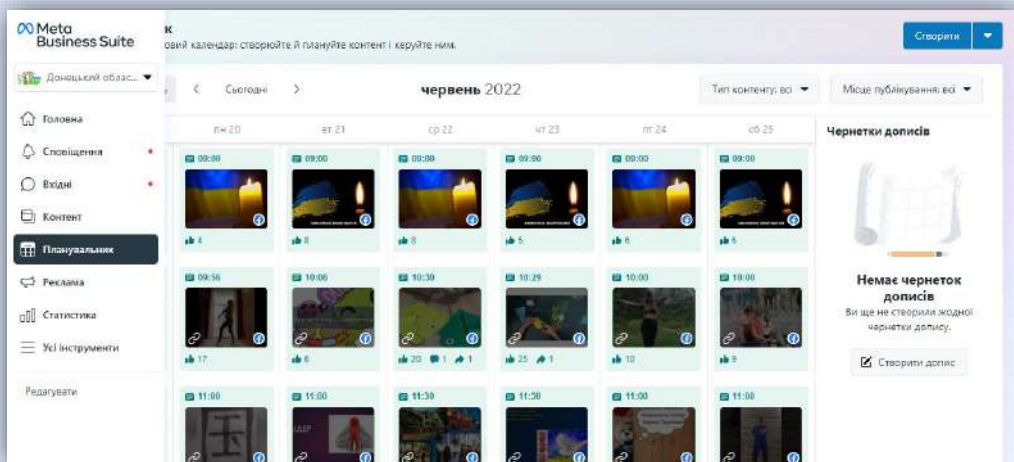 Meta
Business Suite
Донецький облас...
Головна
Сповіщення
Вхідні
Контент
Планувальник
Реклама
Статистика
Усі інструменти
Редагувати
к
овий календар: створюйте й плануйте контент і керуйте ним.
Створити
Сьогодні
червень 2022
Тип контенту: всі
Місце публікування: всі
пн 20 вт 21 ср 22 чт 23 пт 24 сб 25
09:00 09:00 09:00 09:00 09:00 09:00
4 8 8 5 6 6
09:56 10:06 10:30 10:29 10:00 10:00
17 6 20 1 1 25 1 10 9
11:00 11:00 11:30 11:30 11:00 11:00
Чернетки дописів
Немає чернеток
дописів
Ви ще не створили жодної
чернетки допису.
Створити допис